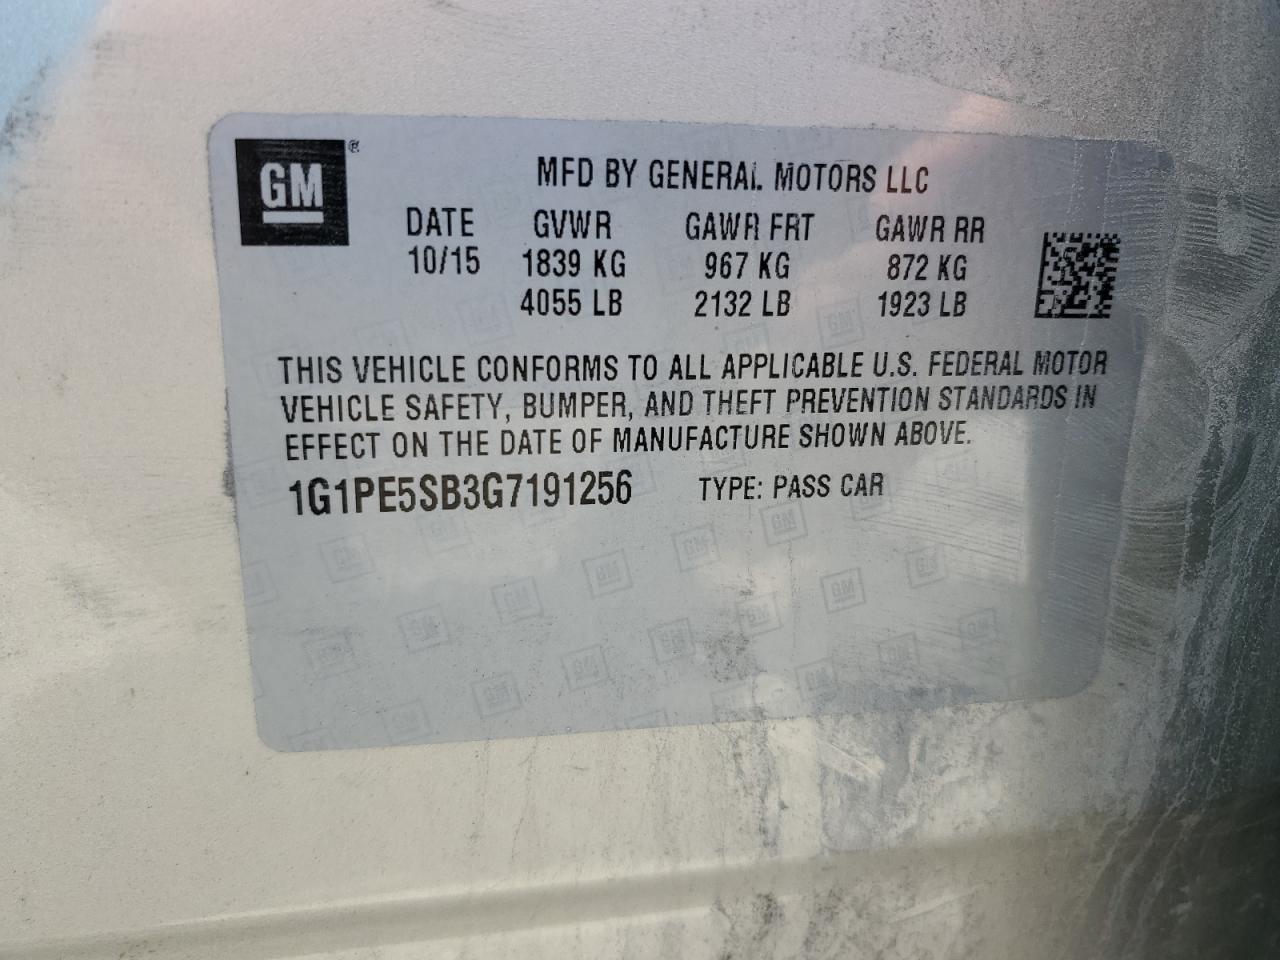 GM ®
MFD BY GENERAL MOTORS LLC
DATE GVWR GAWR FRT GAWR RR
10/15 1839 KG 967 KG 872 KG
4055 LB 2132 LB 1923 LB
THIS VEHICLE CONFORMS TO ALL APPLICABLE U.S. FEDERAL MOTOR
VEHICLE SAFETY, BUMPER, AND THEFT PREVENTION STANDARDS IN
EFFECT ON THE DATE OF MANUFACTURE SHOWN ABOVE.
1G1PE5SB3G7191256 TYPE: PASS CAR